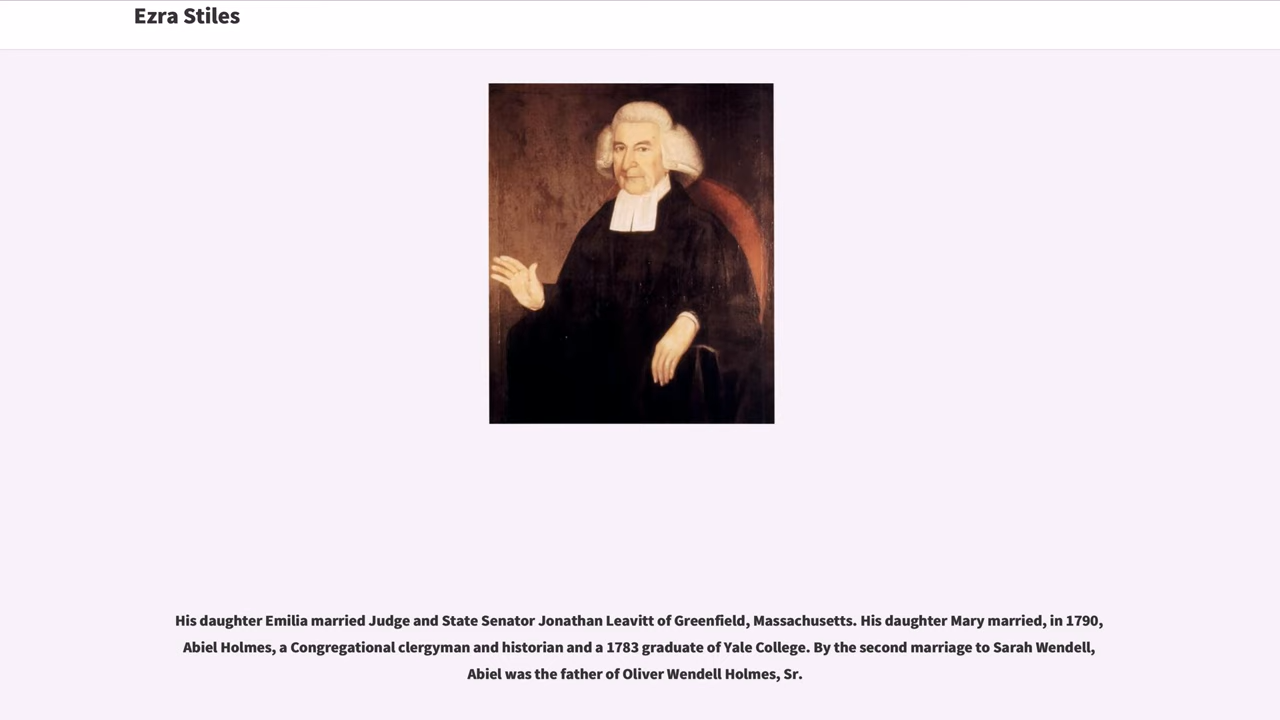 Ezra Stiles
His daughter Emilia married Judge and State Senator Jonathan Leavitt of Greenfield, Massachusetts. His daughter Mary married, in 1790,
Abiel Holmes, a Congregational clergyman and historian and a 1783 graduate of Yale College. By the second marriage to Sarah Wendell,
Abiel was the father of Oliver Wendell Holmes, Sr.